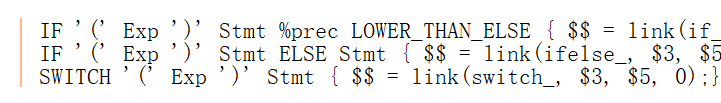 IF '(' Exp ')' Stmt %prec LOWER_THAN_ELSE { $$ = link(if_
IF '(' Exp ')' Stmt ELSE Stmt { $$ = link(ifelse_, $3, $5
SWITCH '(' Exp ')' Stmt { $$ = link(switch_, $3, $5, 0);}